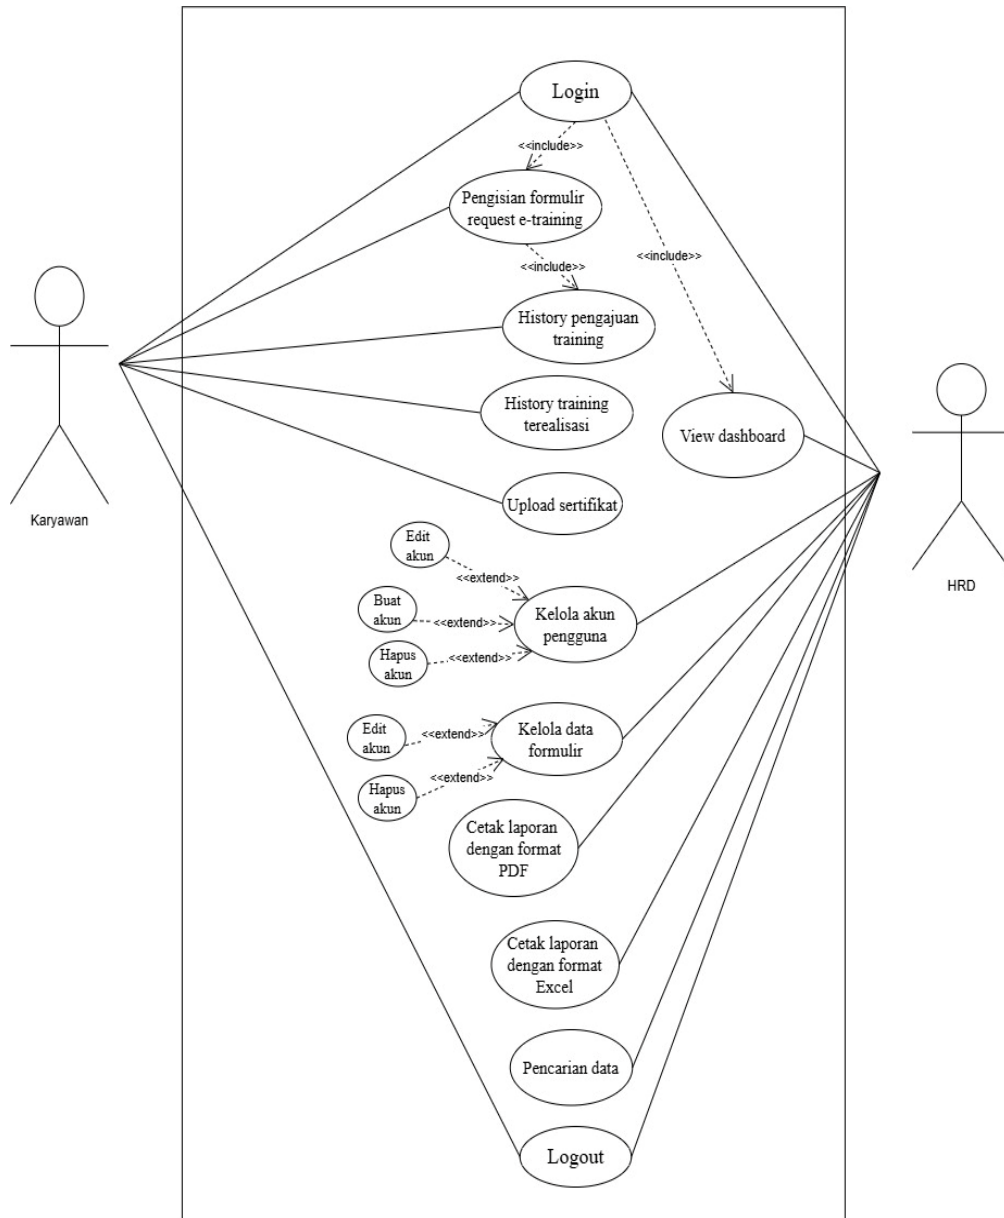 Login
<<include>>
Pengisian formulir
request e-training
<<include>>
<<include>>
History pengajuan
training
History training
terealisasi
View dashboard
Upload sertifikat
Karyawan
Edit
akun
<<extend>>
Buat
akun
<<extend>>
Kelola akun
pengguna
HRD
Hapus
akun
<<extend>>
Edit
akun
<<extend>>
Kelola data
formulir
Hapus
akun
<<extend>>
Cetak laporan
dengan format
PDF
Cetak laporan
dengan format
Excel
Pencarian data
Logout